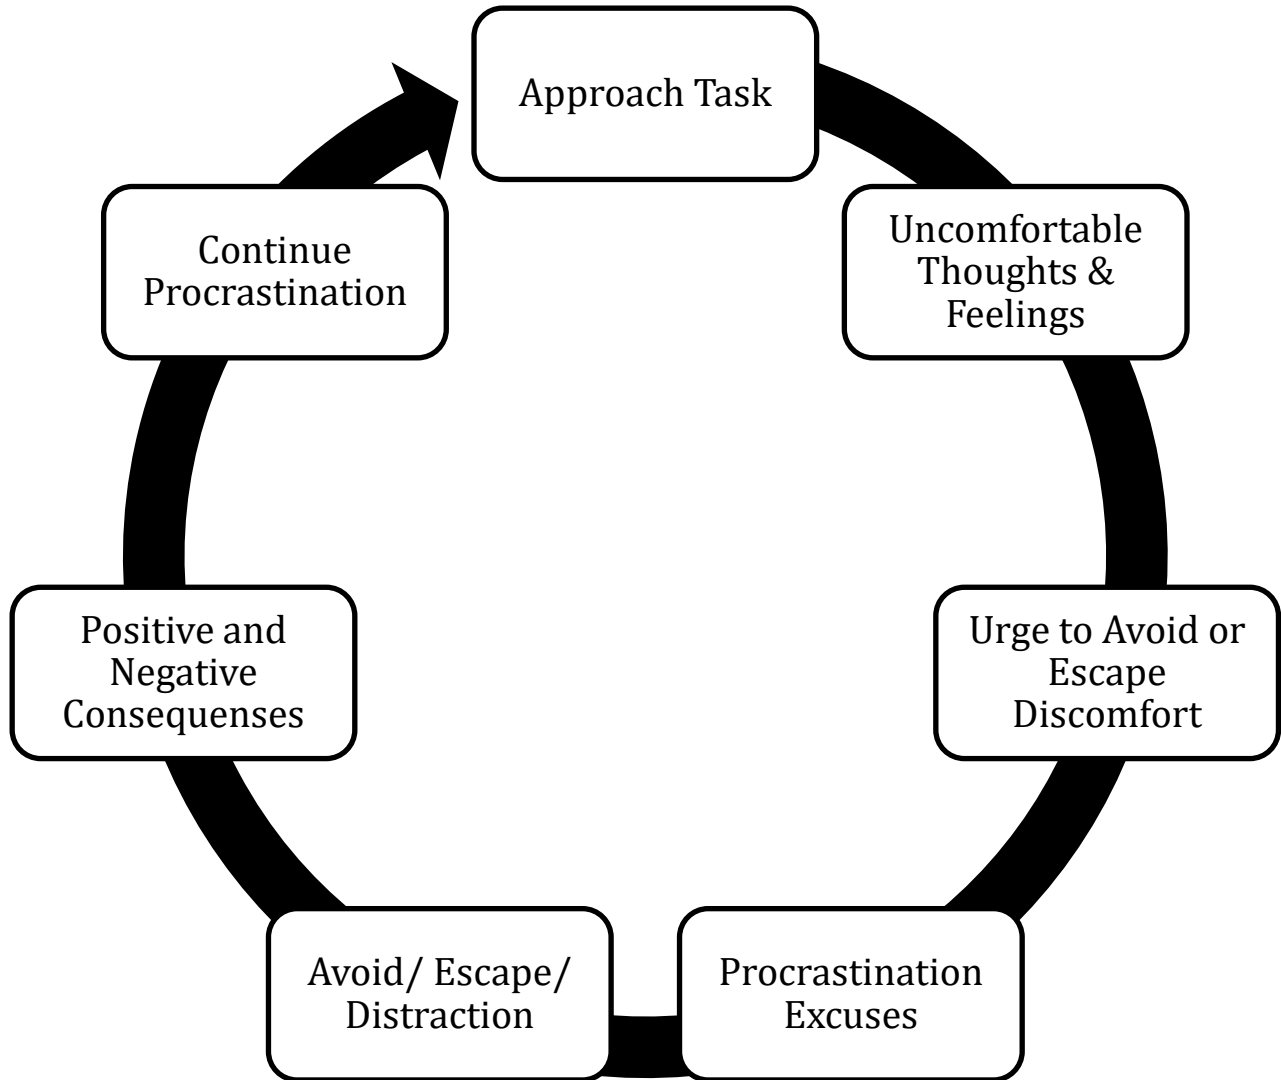 Approach Task
Uncomfortable
Thoughts &
Feelings
Urge to Avoid or
Escape
Discomfort
Procrastination
Excuses
Avoid/ Escape/
Distraction
Positive and
Negative
Consequenses
Continue
Procrastination